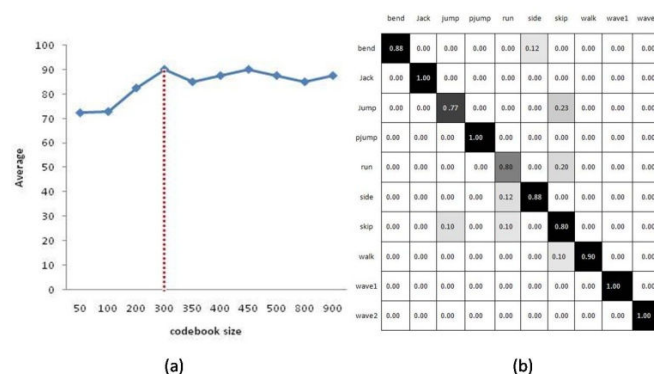 100
90
80
70
60
50
40
30
20
10
0
Average
50 100 200 300 350 400 450 500 800 900
codebook size
(a)
bend Jack jump pjump run side skip walk wave1 wave
bend 0.88 0.00 0.00 0.00 0.00 0.12 0.00 0.00 0.00 0.00
Jack 0.00 1.00 0.00 0.00 0.00 0.00 0.00 0.00 0.00 0.00
Jump 0.00 0.00 0.77 0.00 0.00 0.00 0.23 0.00 0.00 0.00
pjump 0.00 0.00 0.00 1.00 0.00 0.00 0.00 0.00 0.00 0.00
run 0.00 0.00 0.00 0.00 0.80 0.00 0.20 0.00 0.00 0.00
side 0.00 0.00 0.00 0.00 0.12 0.88 0.00 0.00 0.00 0.00
skip 0.00 0.00 0.10 0.00 0.10 0.00 0.80 0.00 0.00 0.00
walk 0.00 0.00 0.00 0.00 0.00 0.00 0.10 0.90 0.00 0.00
wave1 0.00 0.00 0.00 0.00 0.00 0.00 0.00 0.00 1.00 0.00
wave2 0.00 0.00 0.00 0.00 0.00 0.00 0.00 0.00 0.00 1.00
(b)